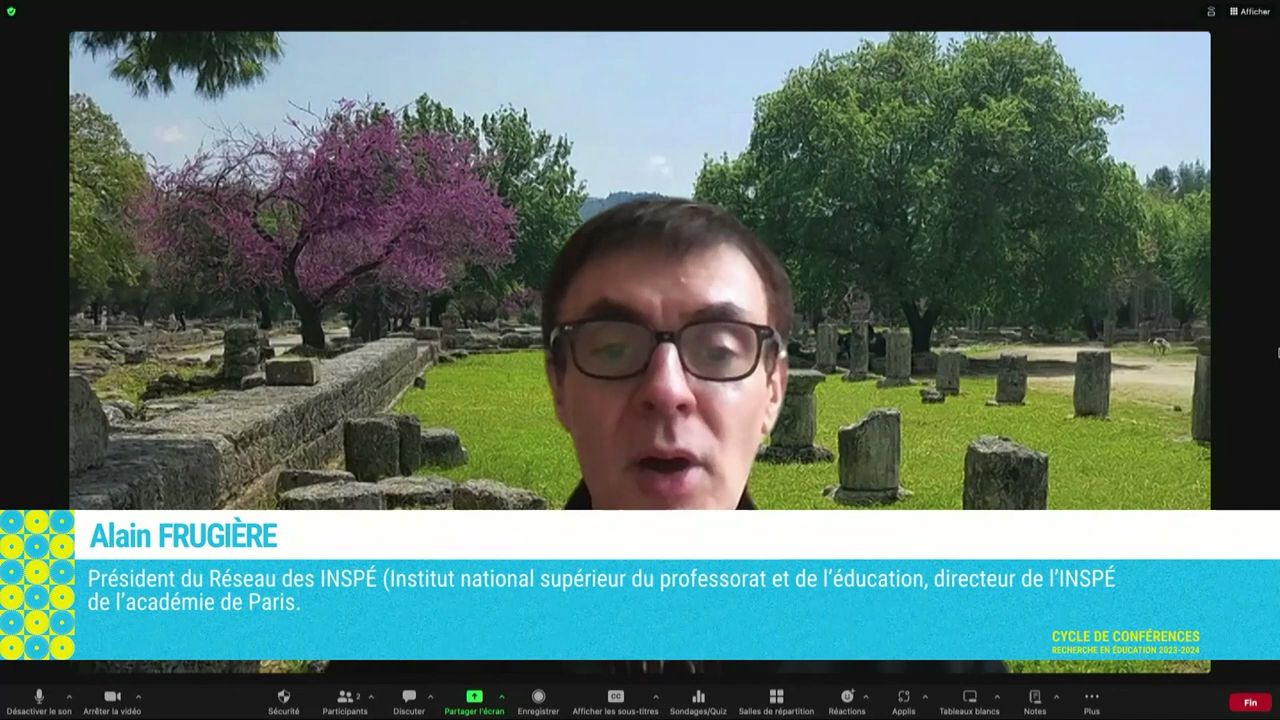 Afficher
Alain FRUGIÈRE
Président du Réseau des INSPÉ (Institut national supérieur du professorat et de l'éducation, directeur de l'INSPÉ
de l'académie de Paris.
CYCLE DE CONFÉRENCES
RECHERCHE EN ÉDUCATION 2023-2024
Désactiver le son
Arrêter la vidéo
Sécurité
Participants
2
Discuter
Partager l'écran
Enregistrer
CC
Afficher les sous-titres
Sondages/Quiz
Salles de répartition
Réactions
Applis
Tableaux blancs
Notes
Plus
Fin